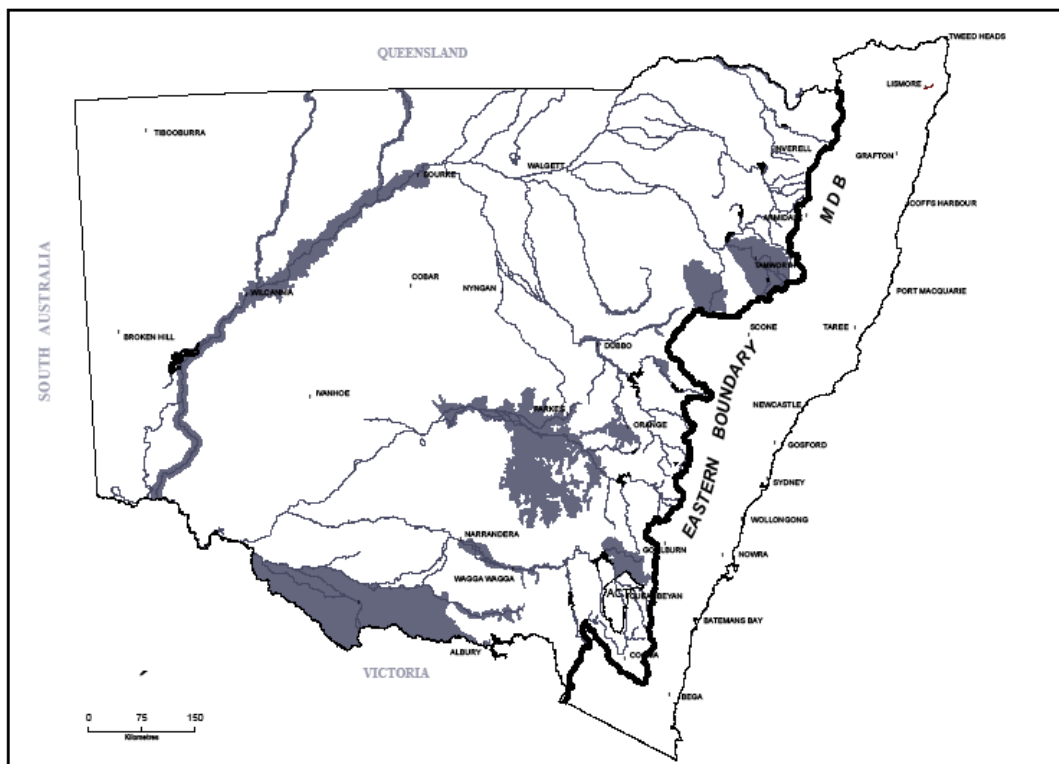 TWEED HEADS
QUEENSLAND
LISMORE
TIBOOBURRA
INVERELL
GRAFTON
WALGETT
BOURKE
MDB
COFFS HARBOUR
ARMIDALE
TAMWORTH
COBAR
NYNGAN
WILCANNIA
PORT MACQUARIE
SOUTH AUSTRALIA
BROKEN HILL
SCONE
TAREE
DUBBO
IVANHOE
EASTERN BOUNDARY
NEWCASTLE
PARKES
ORANGE
GOSFORD
SYDNEY
WOLLONGONG
NARRANDERA
GOULBURN
NOWRA
WAGGA WAGGA
ACT
QUEANBEYAN
BATEMANS BAY
ALBURY
COOMA
VICTORIA
BEGA
0 75 150
Kilometres